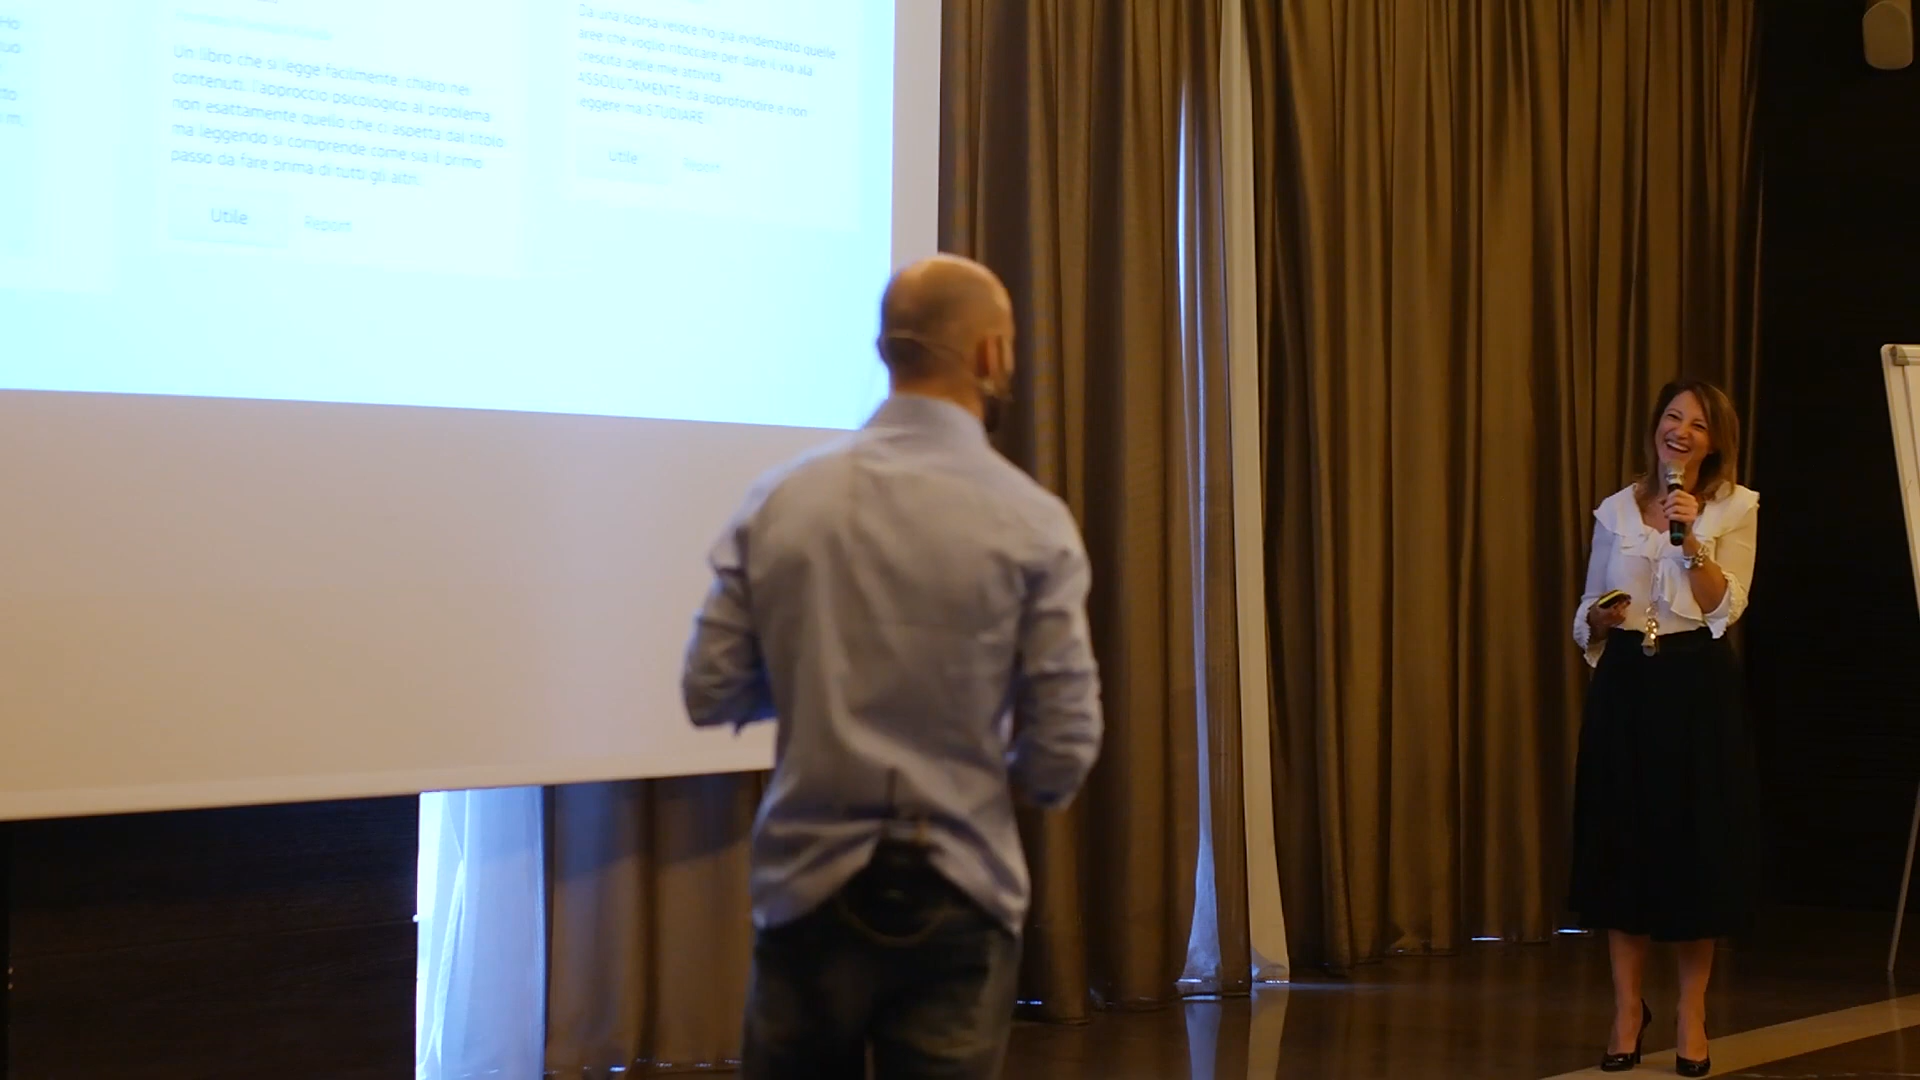 Ho
Un libro che si legge facilmente, chiaro nei
contenuti, l'approccio psicologico al problema
non esattamente quello che ci aspetta dal titolo
ma leggendo si comprende come sia il primo
passo da fare prima di tutti gli altri.
Utile Report
Da una scorsa veloce ho già evidenziato quelle
aree che voglio ritoccare per dare il via ala
crescita delle mie attività.
ASSOLUTAMENTE da approfondire e non
leggere ma STUDIARE!
Utile Report